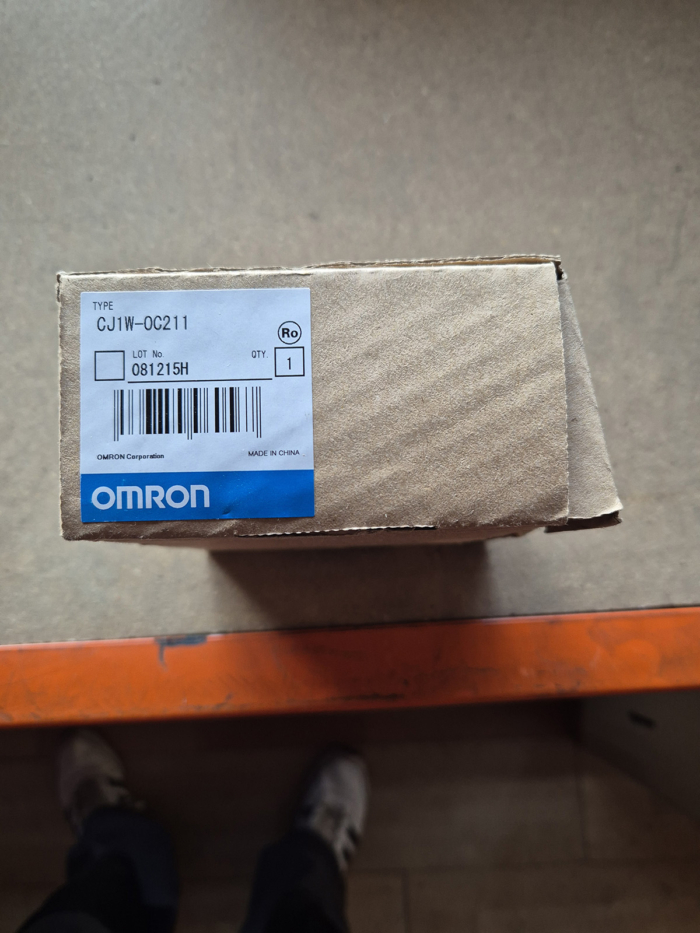 TYPE
CJ1W-OC211
Ro
LOT No.
QTY.
081215H
1
OMRON Corporation
MADE IN CHINA
OMRON